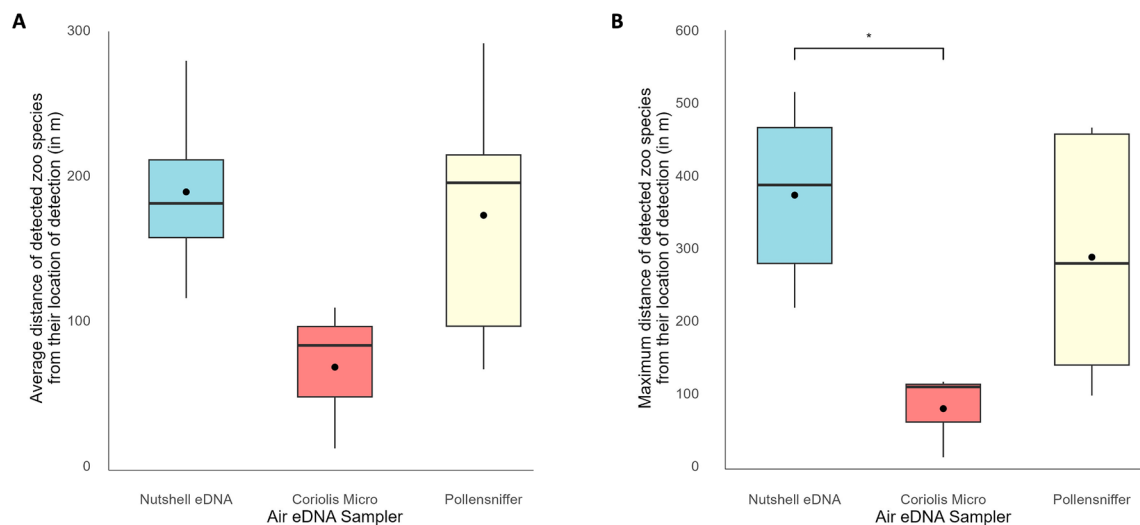 A
Average distance of detected zoo species
from their location of detection (in m)
300
200
100
0
Nutshell eDNA
Coriolis Micro
Pollensniffer
Air eDNA Sampler
B
Maximum distance of detected zoo species
from their location of detection (in m)
600
500
400
300
200
100
0
*
Nutshell eDNA
Coriolis Micro
Pollensniffer
Air eDNA Sampler